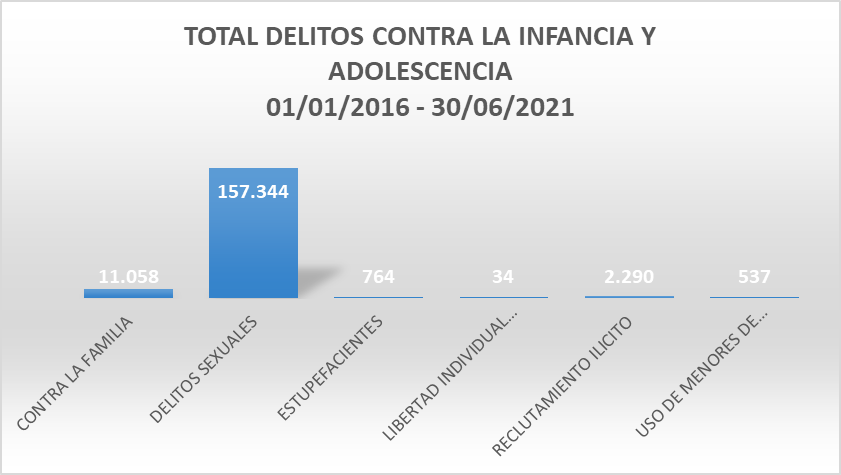 TOTAL DELITOS CONTRA LA INFANCIA Y
ADOLESCENCIA
01/01/2016 - 30/06/2021
11.058
157.344
764
34
2.290
537
CONTRA LA FAMILIA
DELITOS SEXUALES
ESTUPEFACIENTES
LIBERTAD INDIVIDUAL...
RECLUTAMIENTO ILICITO
USO DE MENORES DE...